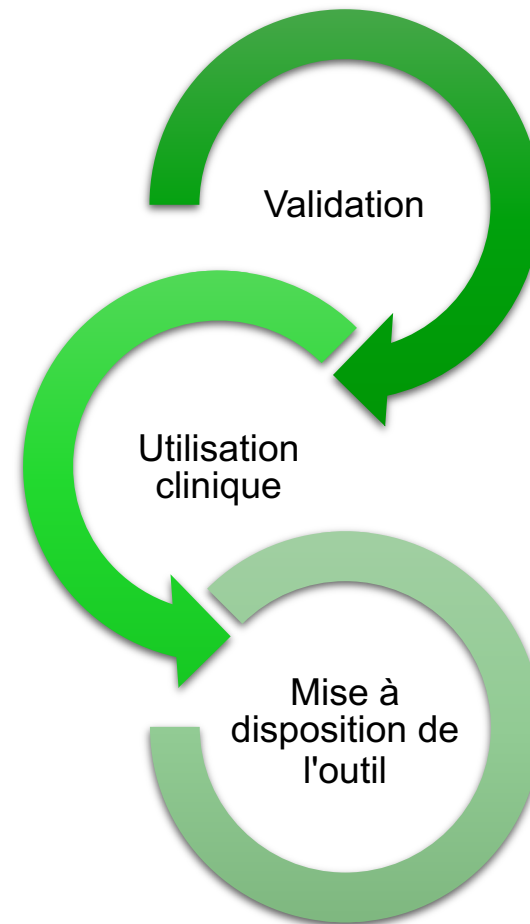 Validation
Utilisation
clinique
Mise à
disposition de
l'outil